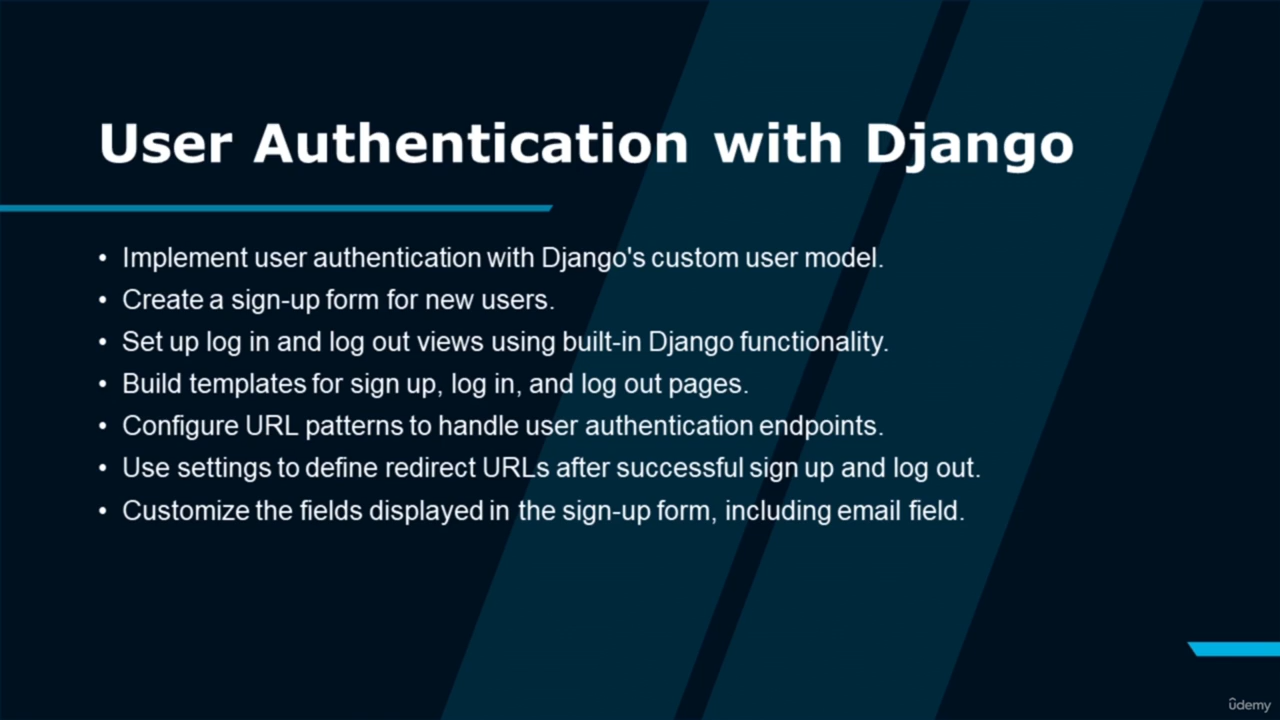 User Authentication with Django
• Implement user authentication with Django's custom user model.
• Create a sign-up form for new users.
• Set up log in and log out views using built-in Django functionality.
• Build templates for sign up, log in, and log out pages.
• Configure URL patterns to handle user authentication endpoints.
• Use settings to define redirect URLs after successful sign up and log out.
• Customize the fields displayed in the sign-up form, including email field.
ûdemy